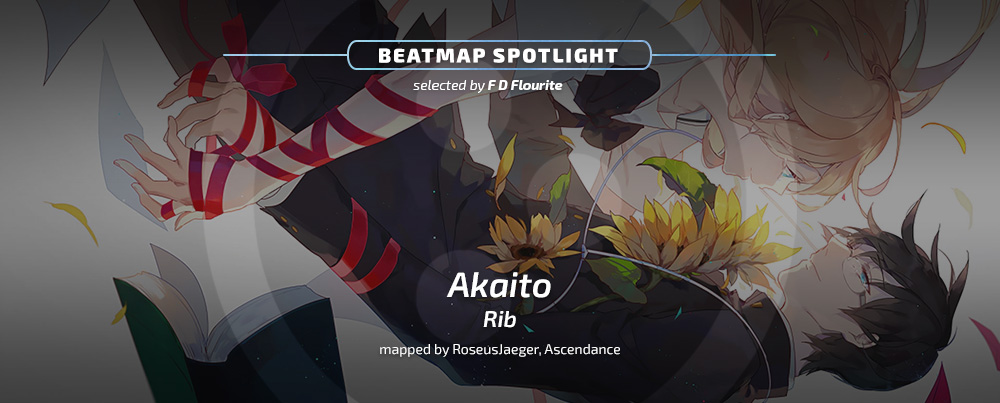 BEATMAP SPOTLIGHT
selected by F D Flourite
Akaito
Rib
mapped by RoseusJaeger, Ascendance